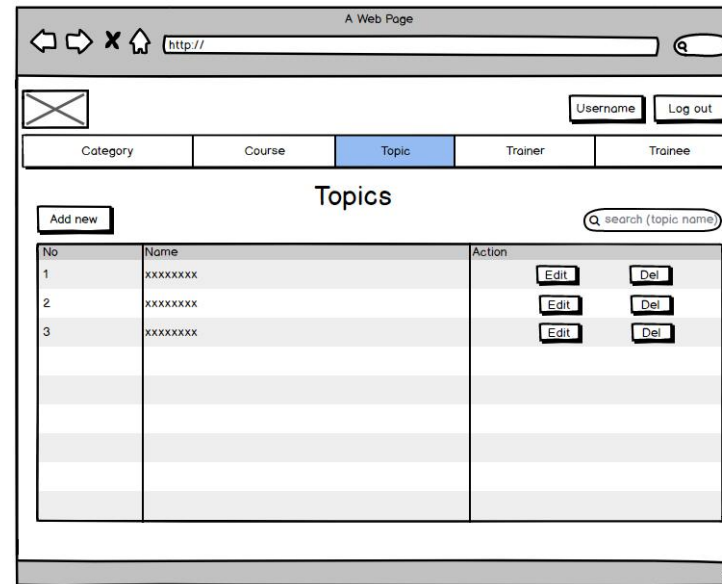 A Web Page
http://
Username Log out
Category Course Topic Trainer Trainee
Topics
Add new
search (topic name)
No Name Action
1 xxxxxxxx Edit Del
2 xxxxxxxx Edit Del
3 xxxxxxxx Edit Del